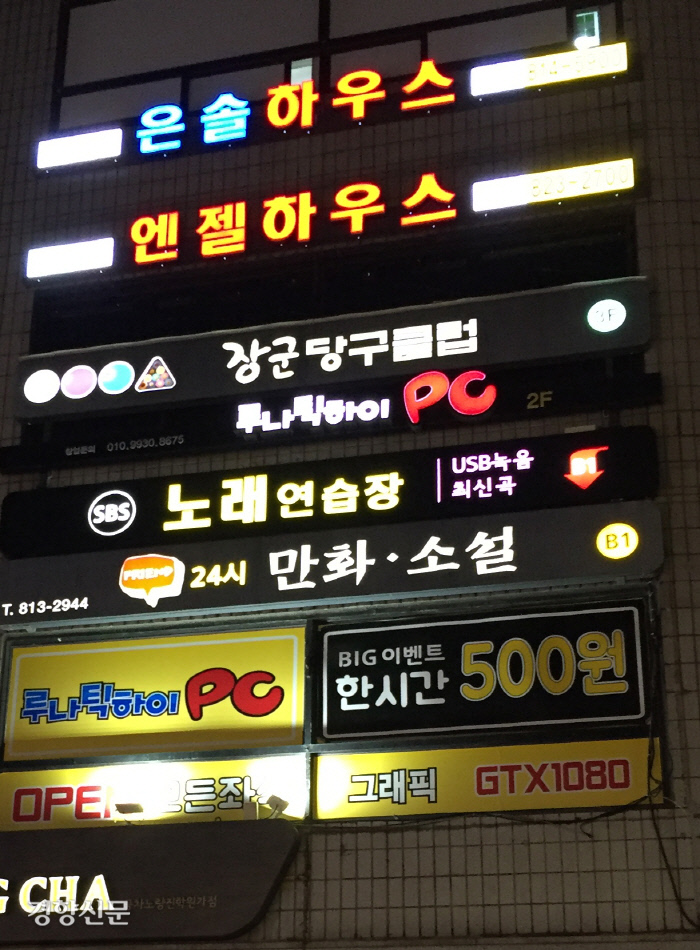 은솔하우스
엔젤하우스
장군당구클럽 3F
루나틱하이 PC 2F
010.9930.8675
SBS 노래연습장 USB녹음 B1
최신곡
FRIEND 24시 만화·소설 B1
T. 813-2944
루나틱하이 PC
BIG 이벤트
한시간 500원
모든좌
그래픽 GTX1080
G CHA
경향신문